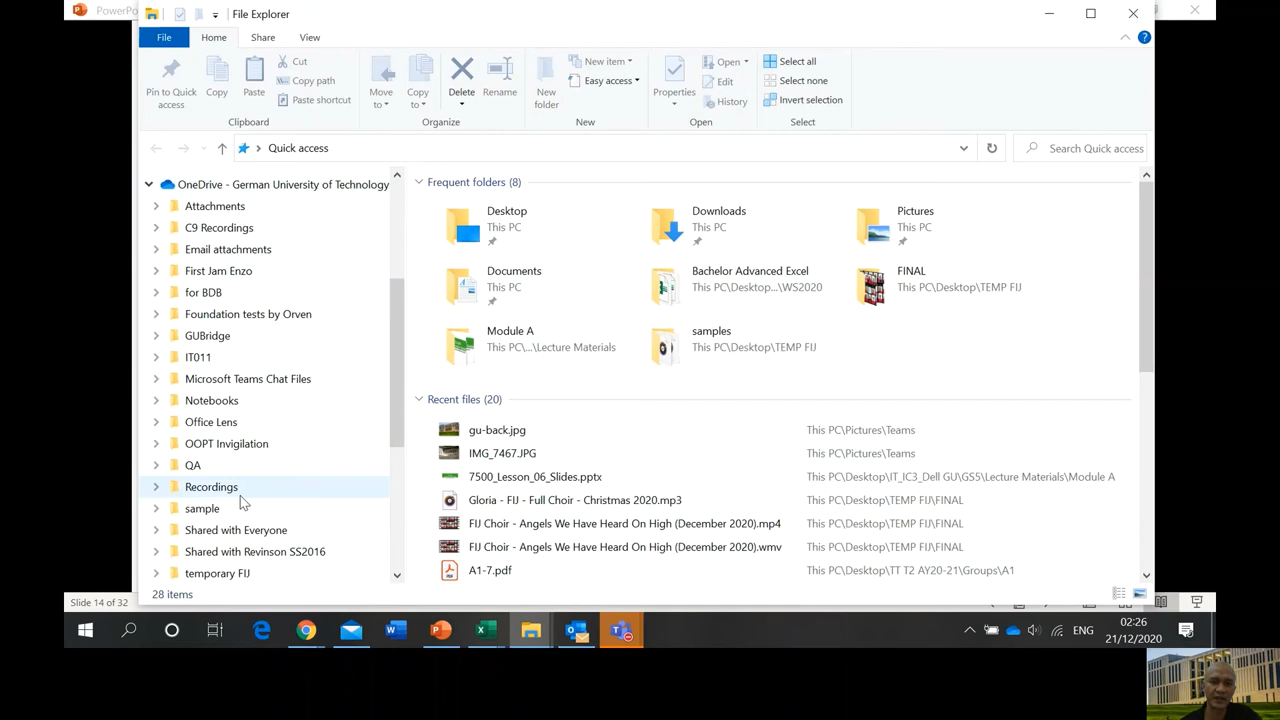 PowerPo
File Explorer
File Home Share View
Pin to Quick access
Copy
Paste
Cut
Copy path
Paste shortcut
Clipboard
Move to
Copy to
Delete
Rename
Organize
New folder
New item
Easy access
New
Properties
Open
Edit
History
Open
Select all
Select none
Invert selection
Select
Quick access
Search Quick access
OneDrive - German University of Technology
Attachments
C9 Recordings
Email attachments
First Jam Enzo
for BDB
Foundation tests by Orven
GUBridge
IT011
Microsoft Teams Chat Files
Notebooks
Office Lens
OOPT Invigilation
QA
Recordings
sample
Shared with Everyone
Shared with Revinson SS2016
temporary FIJ
Frequent folders (8)
Desktop
This PC
Downloads
This PC
Pictures
This PC
Documents
This PC
Bachelor Advanced Excel
This PC\Desktop...\WS2020
FINAL
This PC\Desktop\TEMP FIJ
Module A
This PC\...\Lecture Materials
samples
This PC\Desktop\TEMP FIJ
Recent files (20)
gu-back.jpg This PC\Pictures\Teams
IMG_7467.JPG This PC\Pictures\Teams
7500_Lesson_06_Slides.pptx This PC\Desktop\IT_IC3_Dell GU\GS5\Lecture Materials\Module A
Gloria - FIJ - Full Choir - Christmas 2020.mp3 This PC\Desktop\TEMP FIJ\FINAL
FIJ Choir - Angels We Have Heard On High (December 2020).mp4 This PC\Desktop\TEMP FIJ\FINAL
FIJ Choir - Angels We Have Heard On High (December 2020).wmv This PC\Desktop\TEMP FIJ\FINAL
A1-7.pdf This PC\Desktop\TT T2 AY20-21\Groups\A1
28 items
Slide 14 of 32
ENG
02:26
21/12/2020